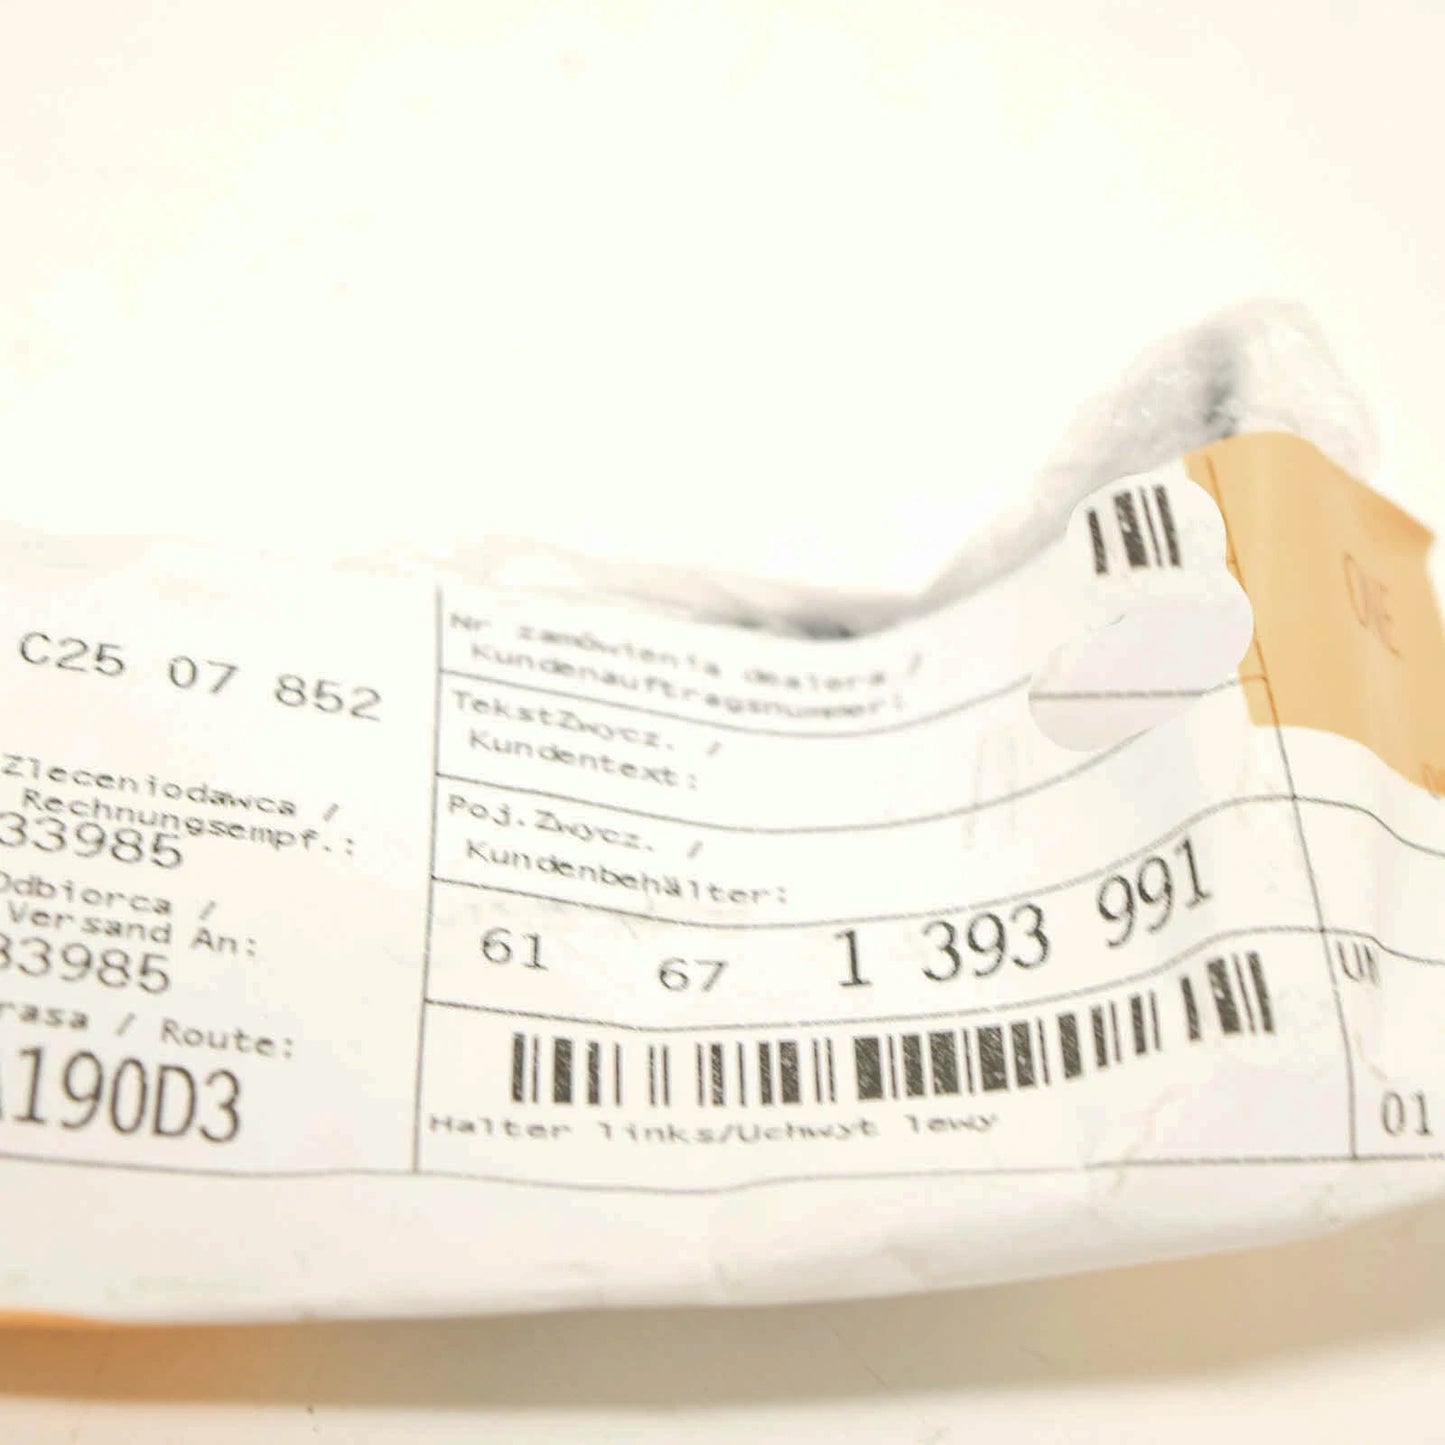 C25 07 852
Zleceniodawca /
Rechnungsempf.:
33985
Odbiorca /
Versand An:
33985
rasa / Route:
A190D3
Nr zamówienia dealera /
Kundenauftragsnummer:
TekstZwycz. /
Kundentext:
Poj.Zwycz. /
Kundenbehälter:
61 67 1 393 991
Halter links/Uchwyt lewy
01